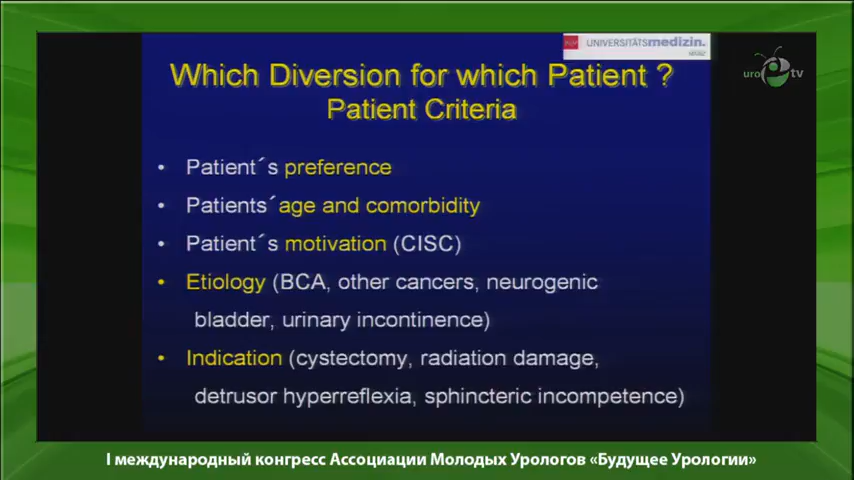 UNIVERSITÄTSmedizin.
uro tv
Which Diversion for which Patient ?
Patient Criteria
• Patient´s preference
• Patients´age and comorbidity
• Patient´s motivation (CISC)
• Etiology (BCA, other cancers, neurogenic
bladder, urinary incontinence)
• Indication (cystectomy, radiation damage,
detrusor hyperreflexia, sphincteric incompetence)
I международный конгресс Ассоциации Молодых Урологов «Будущее Урологии»